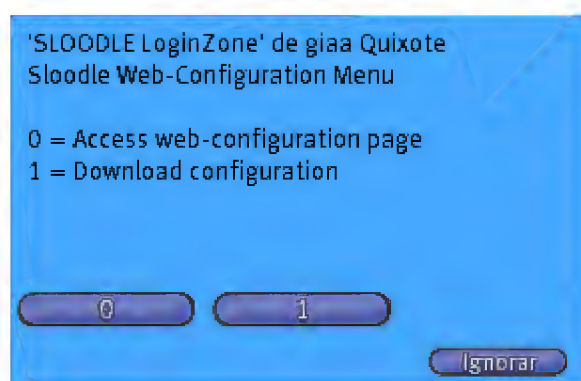 'SLOODLE LoginZone' de giaa Quixote
Sloodle Web-Configuration Menu
0 = Access web-configuration page
1 = Download configuration
0 1
Ignorar